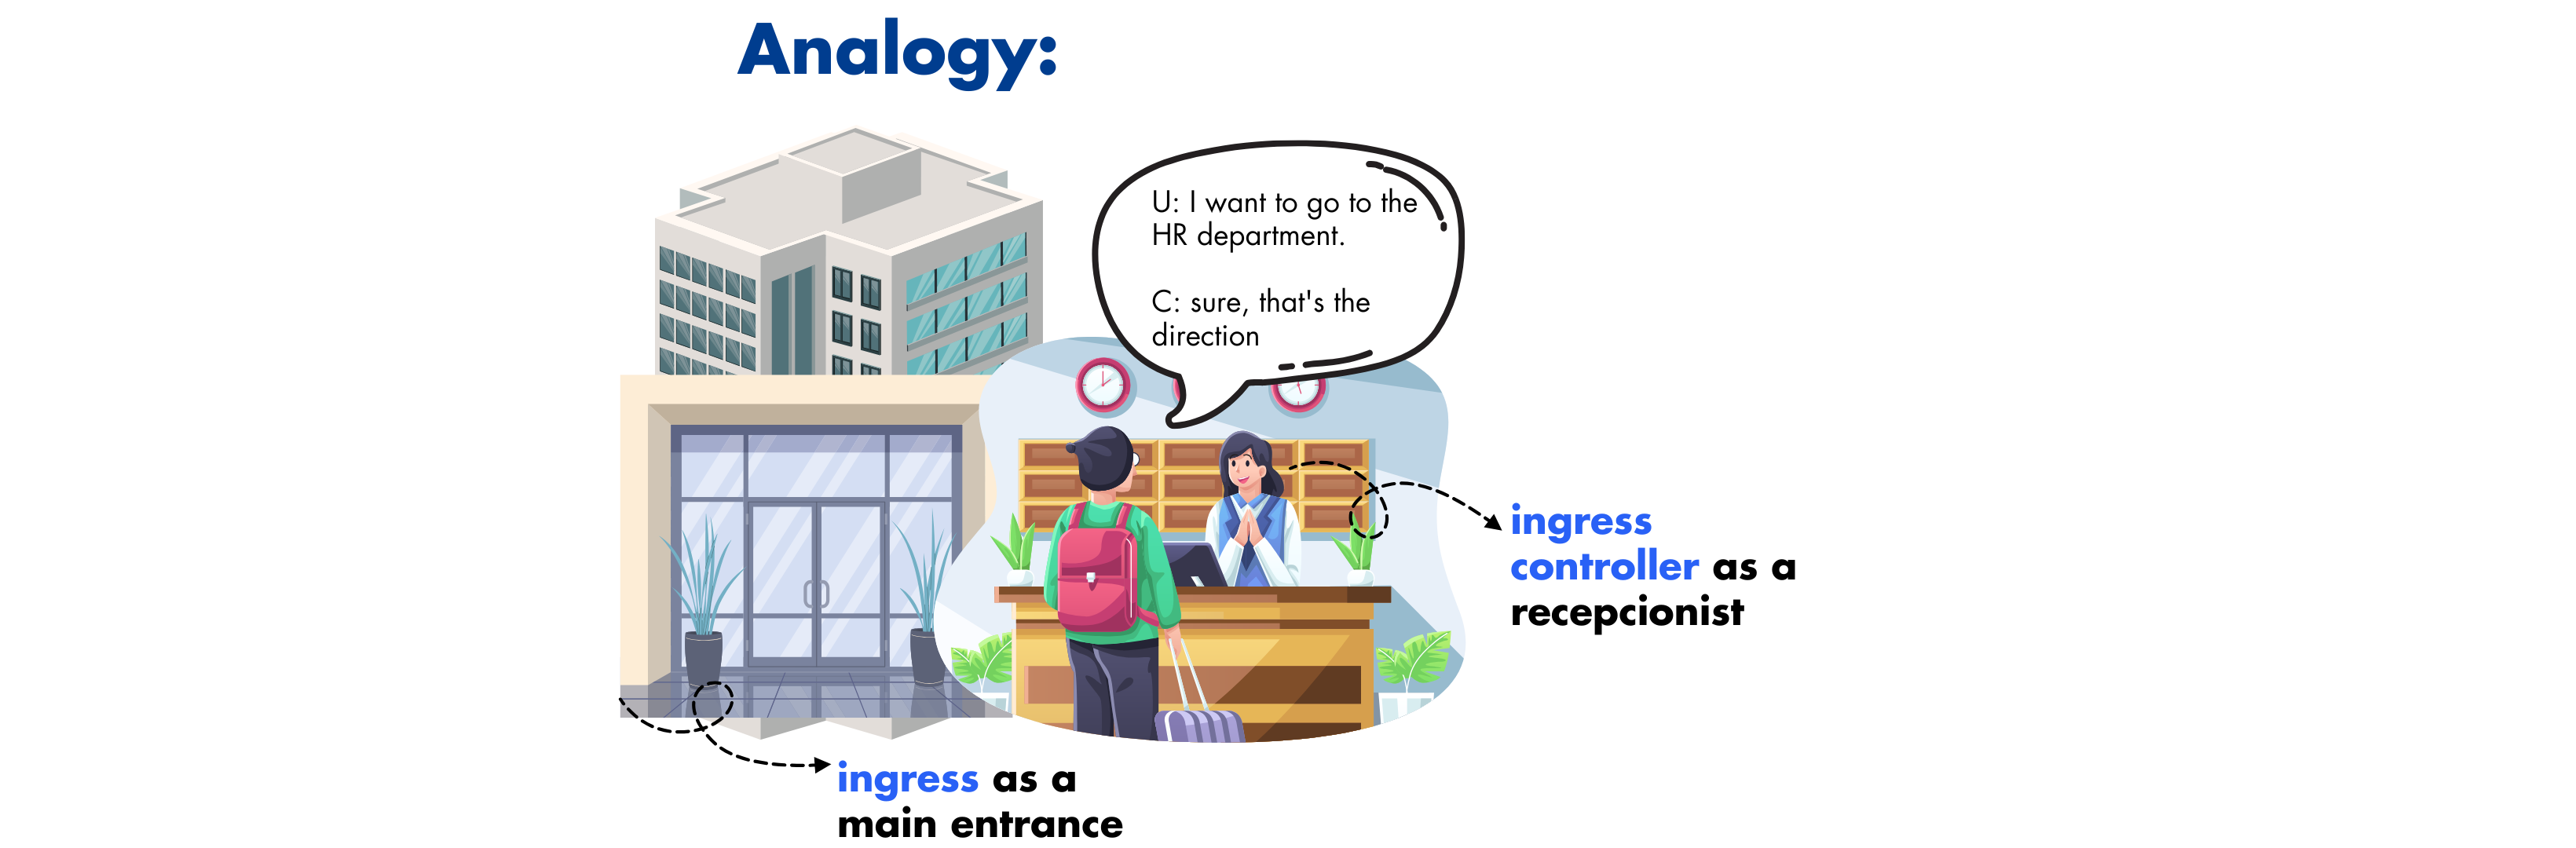 Analogy:
U: I want to go to the
HR department.
C: sure, that's the
direction
ingress
controller as a
recepcionist
ingress as a
main entrance